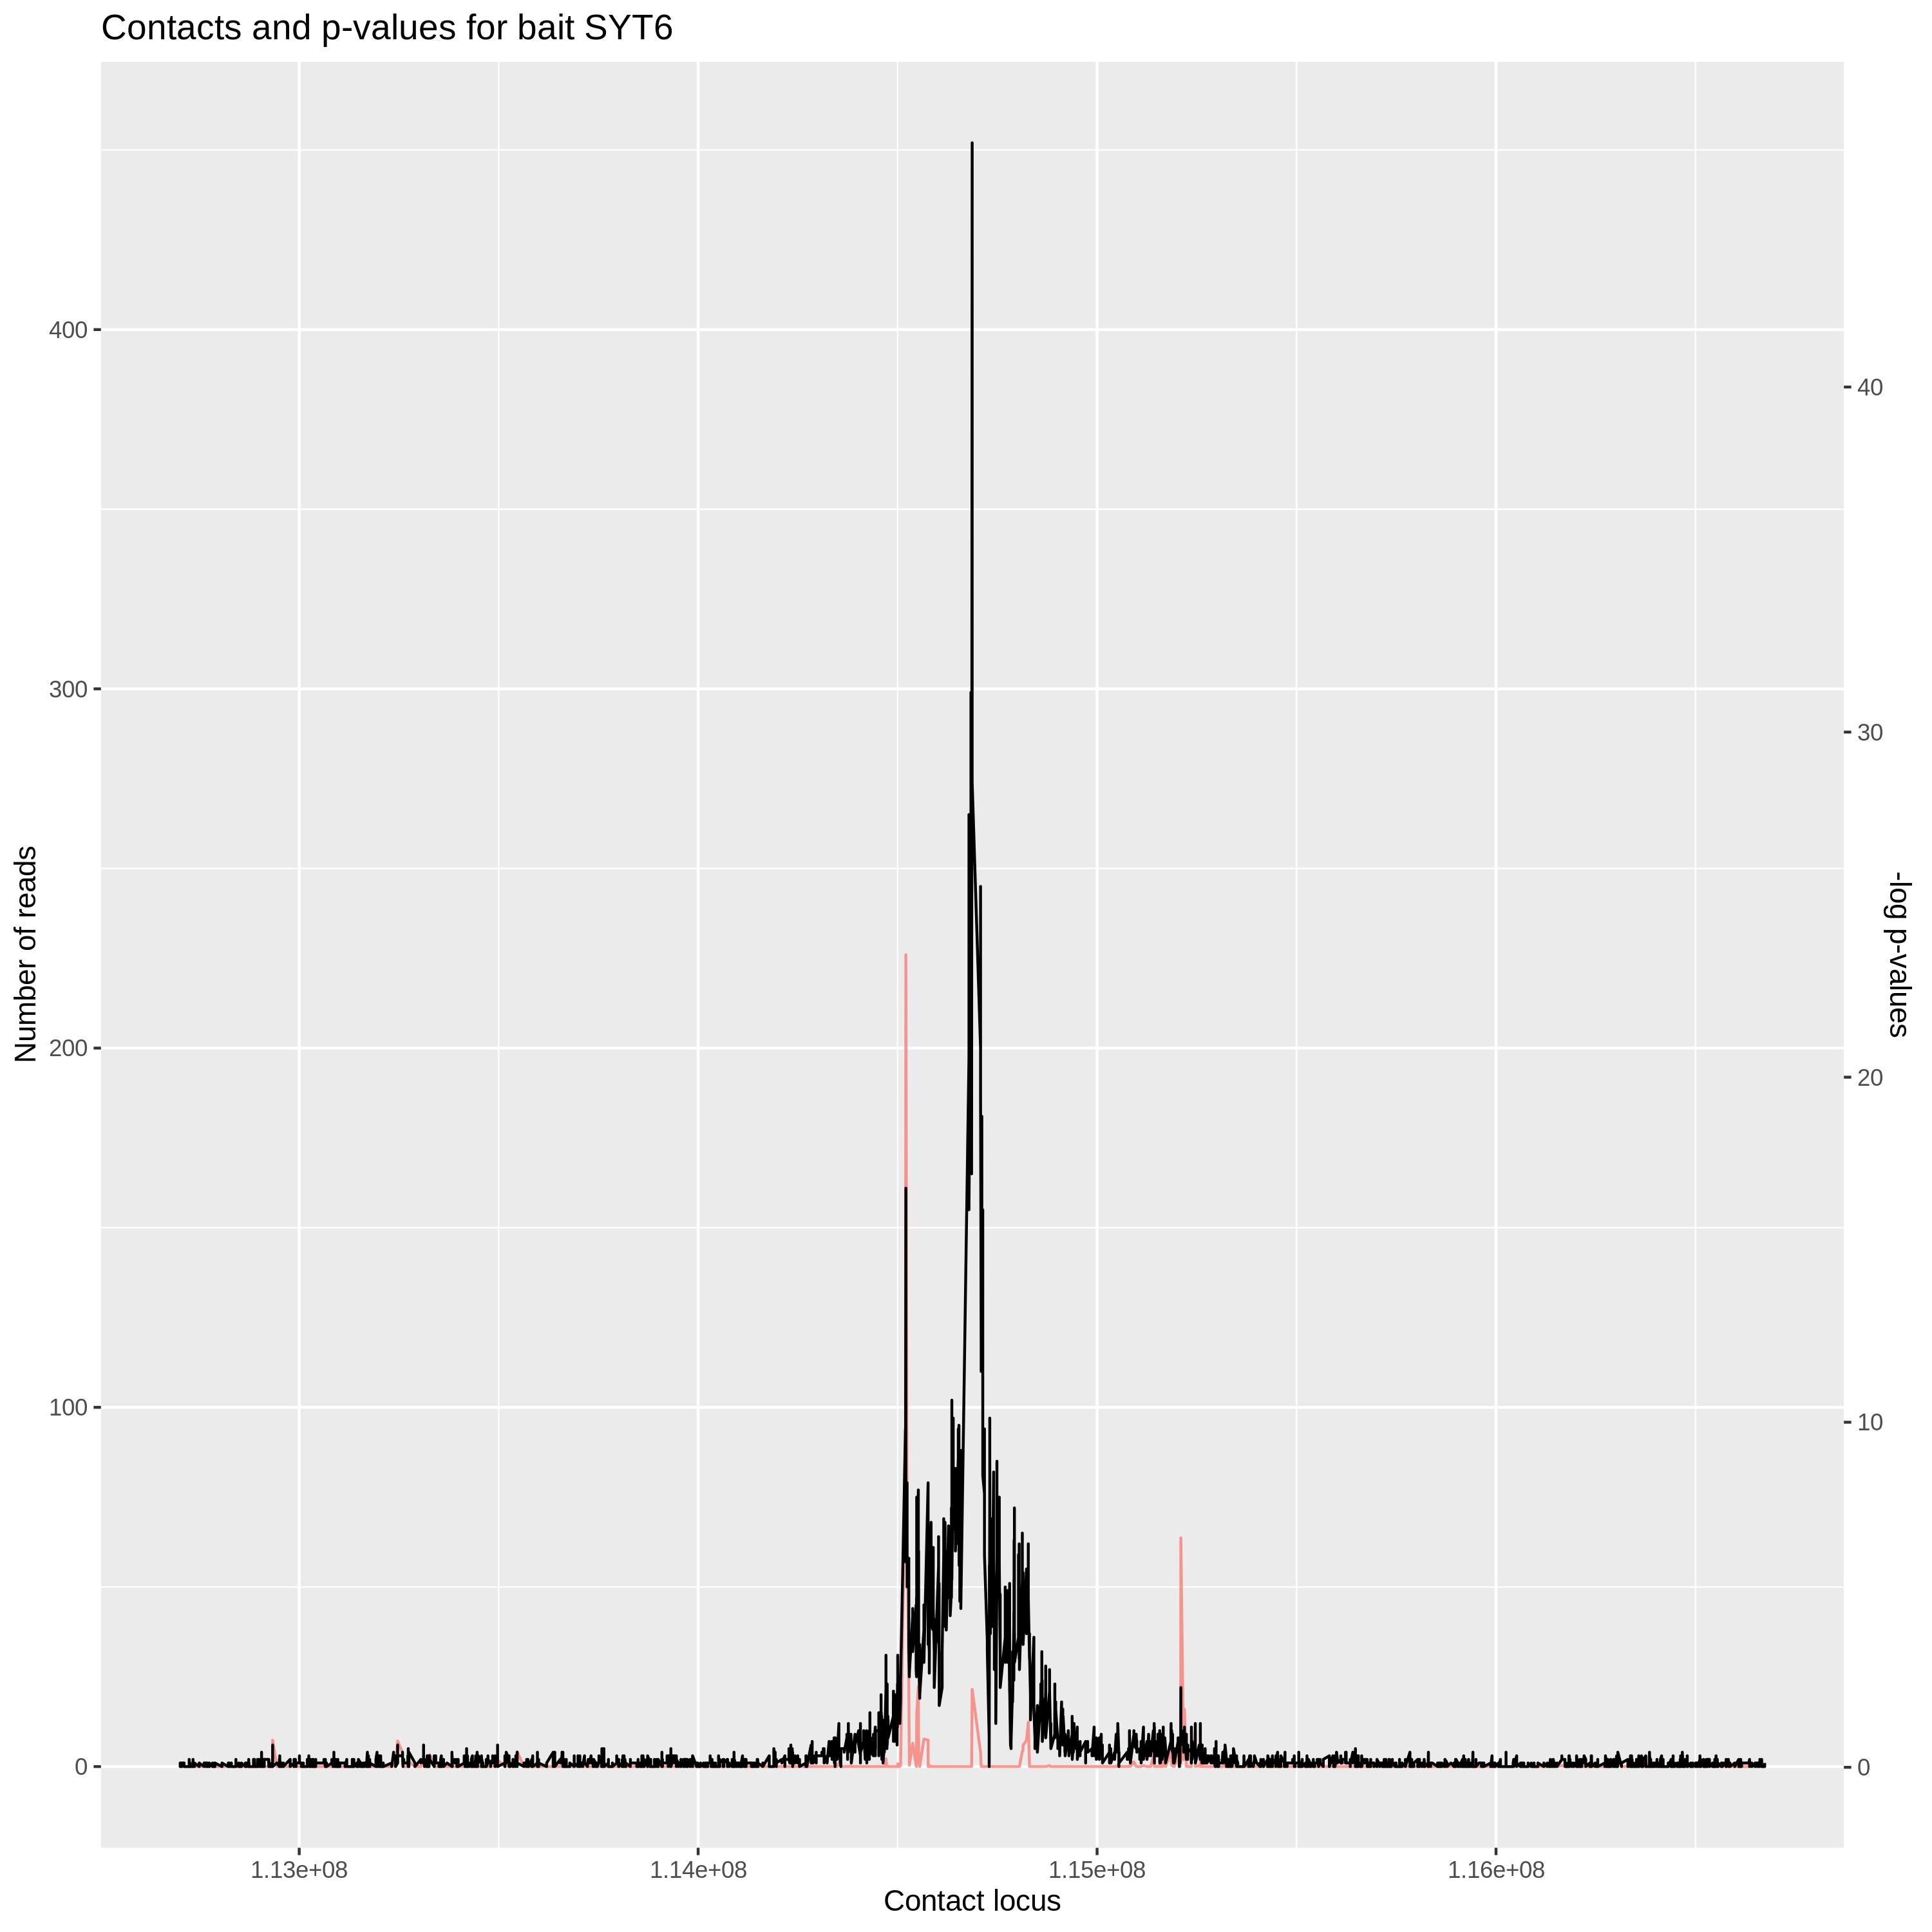 Contacts and p-values for bait SYT6
Number of reads
400
300
200
100
0
40
30
20
10
0
-log p-values
1.13e+08
1.14e+08
1.15e+08
1.16e+08
Contact locus